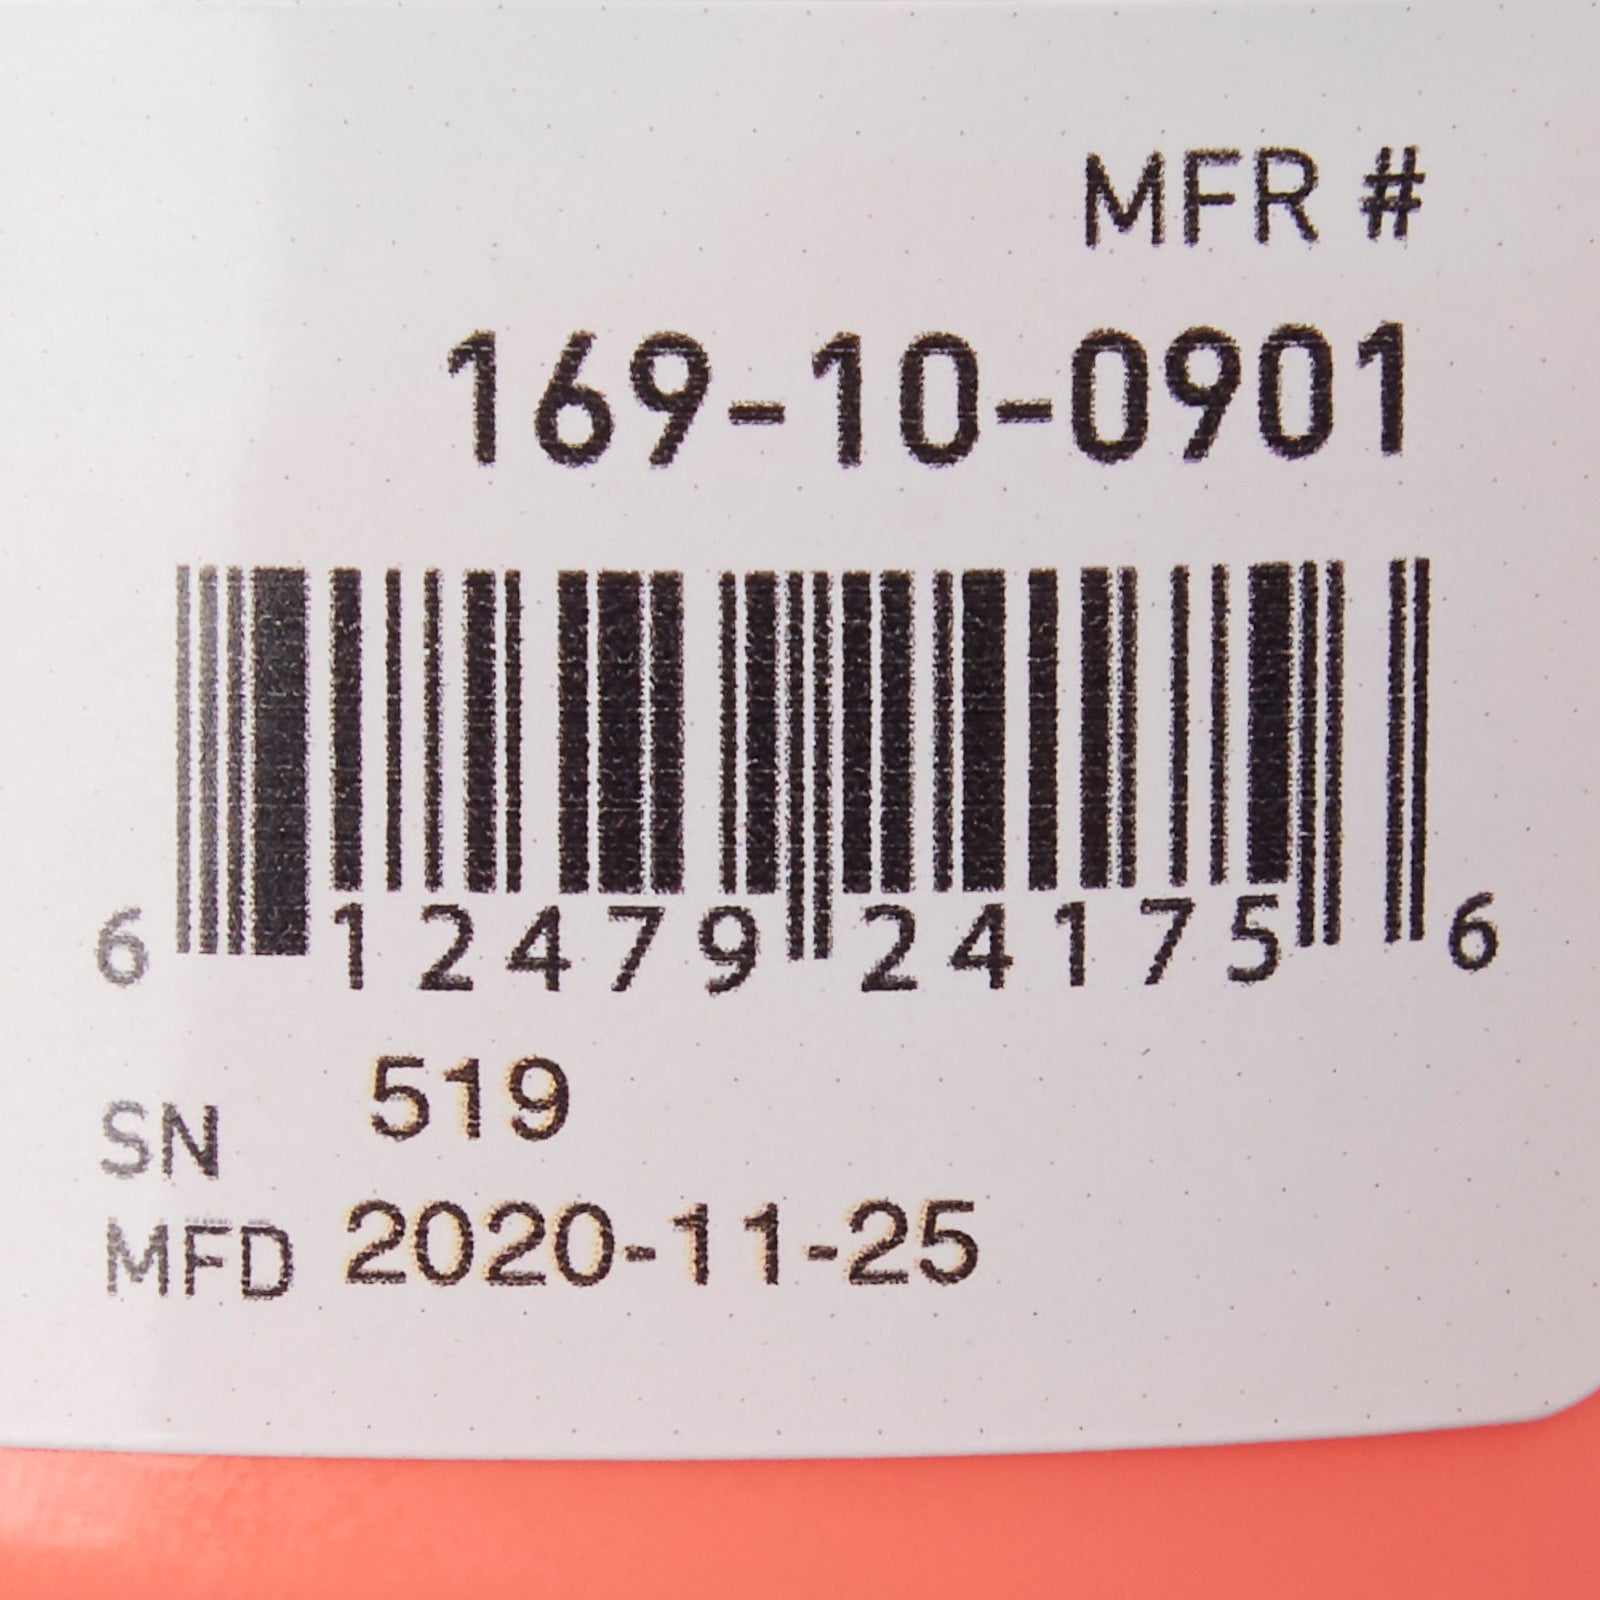 MFR #
169-10-0901
6 12479 24175 6
SN 519
MFD 2020-11-25